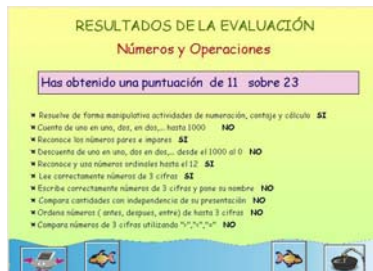 RESULTADOS DE LA EVALUACIÓN
Números y Operaciones
Has obtenido una puntuación de 11 sobre 23
Resuelve de forma manipulativa actividades de numeración, contaje y cálculo SI
Cuenta de uno en uno, dos, en dos,... hasta 1000 NO
Reconoce los números pares e impares SI
Descuenta de uno en uno, dos en dos,... desde el 1000 al 0 NO
Reconoce y usa números ordinales hasta el 12 SI
Lee correctamente números de 3 cifras SI
Escribe correctamente números de 3 cifras y pone su nombre NO
Compara cantidades con independencia de su presentación NO
Ordena números ( antes, despues, entre) de hasta 3 cifras NO
Compara números de 3 cifras utilizando ">","<","=" NO